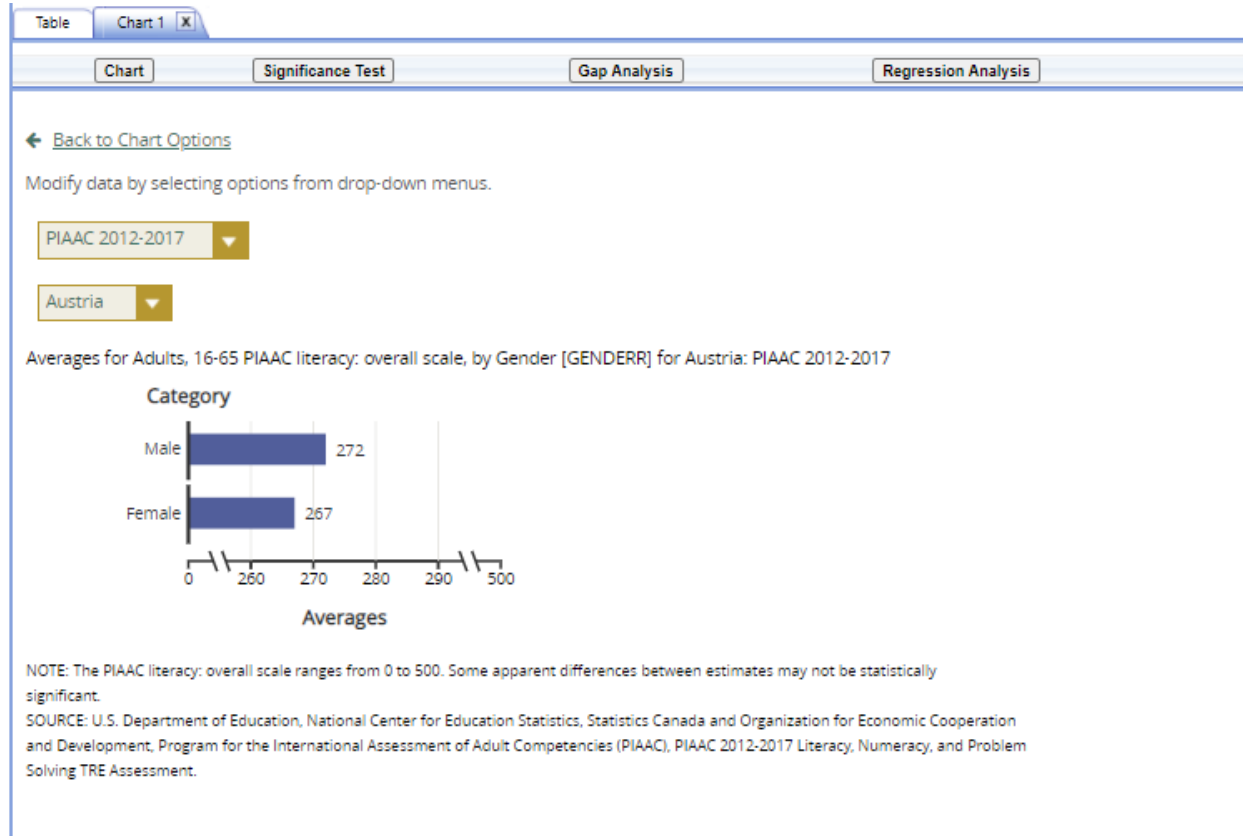 Table Chart 1 X
Chart Significance Test Gap Analysis Regression Analysis
Back to Chart Options
Modify data by selecting options from drop-down menus.
PIAAC 2012-2017
Austria
Averages for Adults, 16-65 PIAAC literacy: overall scale, by Gender [GENDERR] for Austria: PIAAC 2012-2017
Category
Male 272
Female 267
0 260 270 280 290 500
Averages
NOTE: The PIAAC literacy: overall scale ranges from 0 to 500. Some apparent differences between estimates may not be statistically
significant.
SOURCE: U.S. Department of Education, National Center for Education Statistics, Statistics Canada and Organization for Economic Cooperation
and Development, Program for the International Assessment of Adult Competencies (PIAAC), PIAAC 2012-2017 Literacy, Numeracy, and Problem
Solving TRE Assessment.